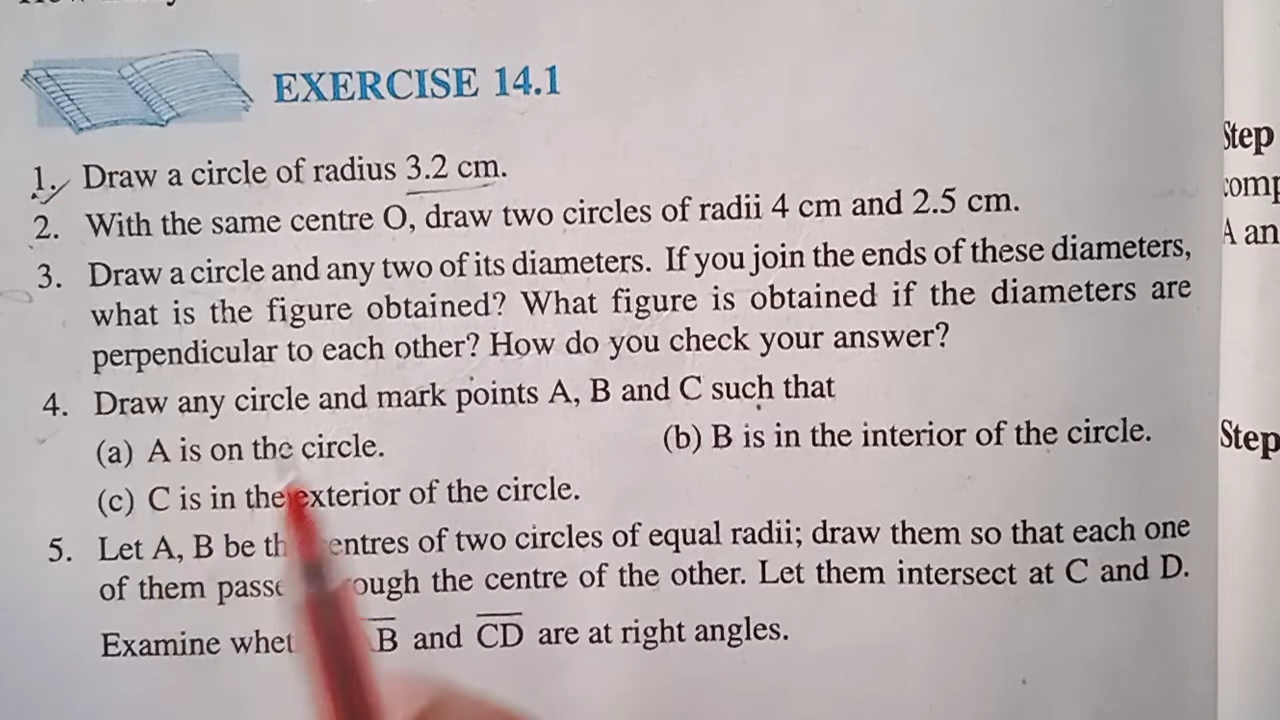 EXERCISE 14.1
1. Draw a circle of radius 3.2 cm.
2. With the same centre O, draw two circles of radii 4 cm and 2.5 cm.
3. Draw a circle and any two of its diameters. If you join the ends of these diameters,
what is the figure obtained? What figure is obtained if the diameters are
perpendicular to each other? How do you check your answer?
4. Draw any circle and mark points A, B and C such that
(a) A is on the circle. (b) B is in the interior of the circle.
(c) C is in the exterior of the circle.
5. Let A, B be th entres of two circles of equal radii; draw them so that each one
of them passe ough the centre of the other. Let them intersect at C and D.
Examine whet B and CD are at right angles.
Step
A an
Step